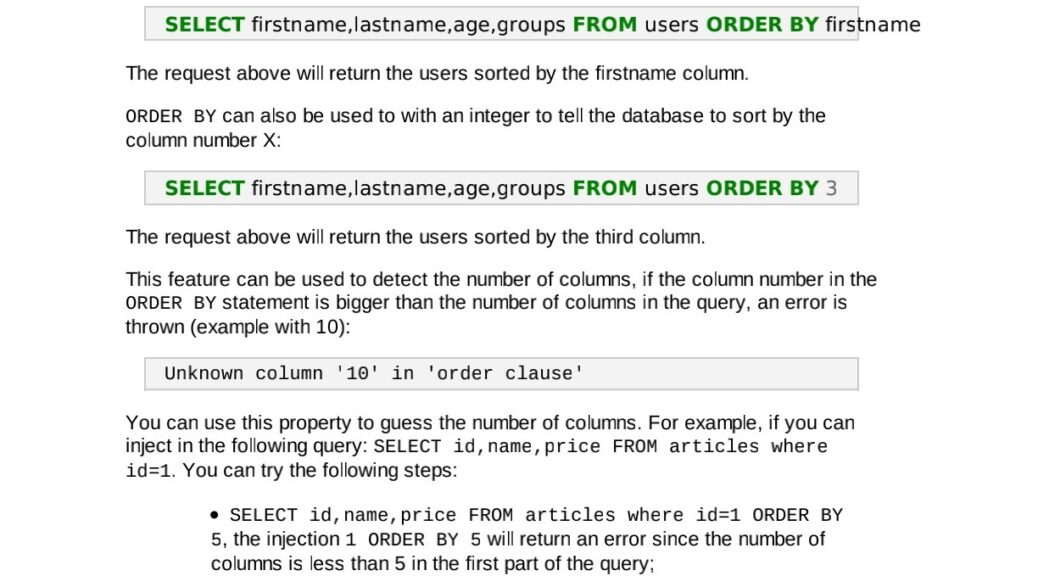 SELECT firstname,lastname,age,groups FROM users ORDER BY firstname
The request above will return the users sorted by the firstname column.
ORDER BY can also be used to with an integer to tell the database to sort by the
column number X:
SELECT firstname,lastname,age,groups FROM users ORDER BY 3
The request above will return the users sorted by the third column.
This feature can be used to detect the number of columns, if the column number in the
ORDER BY statement is bigger than the number of columns in the query, an error is
thrown (example with 10):
Unknown column '10' in 'order clause'
You can use this property to guess the number of columns. For example, if you can
inject in the following query: SELECT id,name,price FROM articles where
id=1. You can try the following steps:
• SELECT id,name,price FROM articles where id=1 ORDER BY
5, the injection 1 ORDER BY 5 will return an error since the number of
columns is less than 5 in the first part of the query;